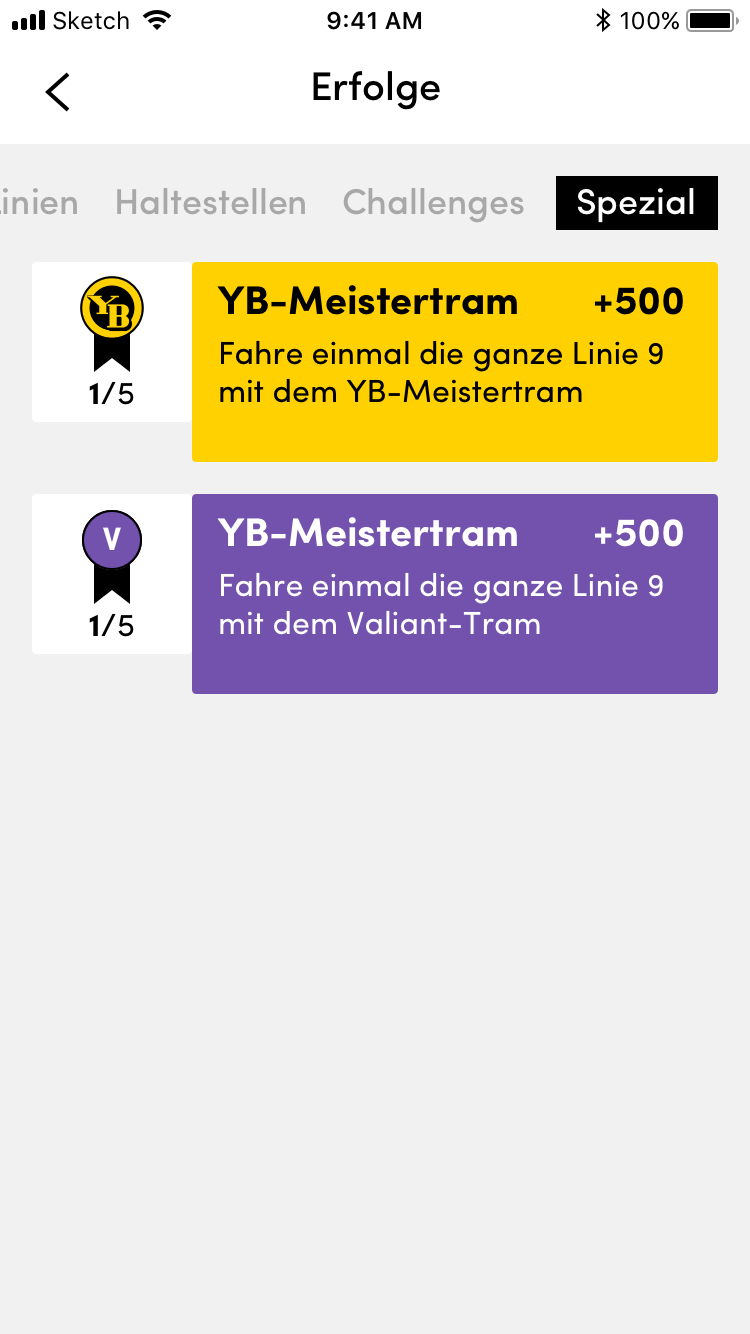 Sketch 9:41 AM 100%
Erfolge
inien Haltestellen Challenges Spezial
YB
YB-Meistertram +500
Fahre einmal die ganze Linie 9
mit dem YB-Meistertram
1/5
V
YB-Meistertram +500
Fahre einmal die ganze Linie 9
mit dem Valiant-Tram
1/5